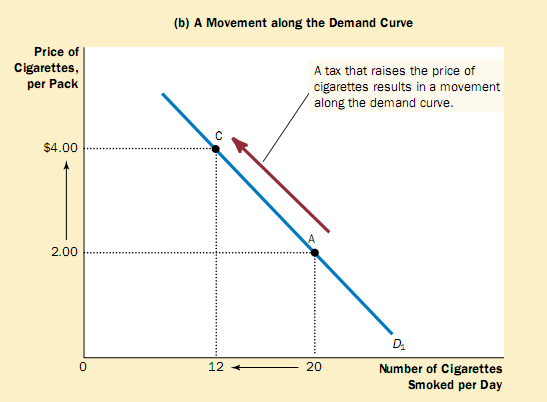 (b) A Movement along the Demand Curve
Price of
Cigarettes,
per Pack
A tax that raises the price of
cigarettes results in a movement
along the demand curve.
C
$4.00
A
2.00
D1
0
12
20
Number of Cigarettes
Smoked per Day